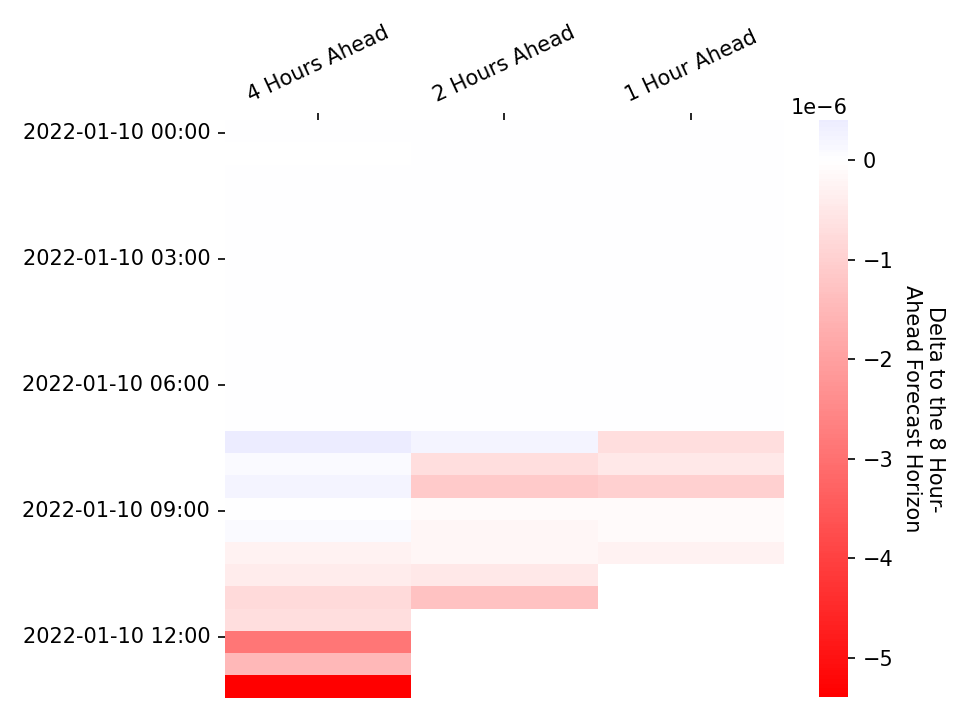 4 Hours Ahead
2 Hours Ahead
1 Hour Ahead
1e−6
2022-01-10 00:00
2022-01-10 03:00
2022-01-10 06:00
2022-01-10 09:00
2022-01-10 12:00
0
−1
−2
−3
−4
−5
Delta to the 8 Hour-
Ahead Forecast Horizon